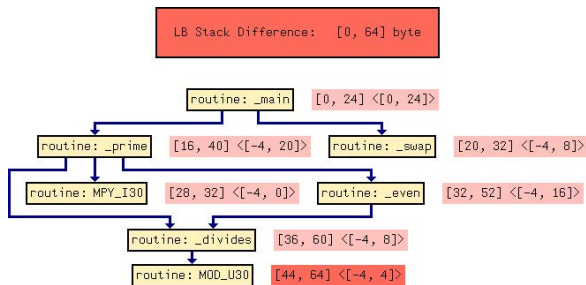 LB Stack Difference: [0, 64] byte
routine: _main [0, 24] <[0, 24]>
routine: _prime [16, 40] <[-4, 20]> routine: _swap [20, 32] <[-4, 8]>
routine: MPY_I30 [28, 32] <[-4, 0]> routine: _even [32, 52] <[-4, 16]>
routine: _divides [36, 60] <[-4, 8]>
routine: MOD_U30 [44, 64] <[-4, 4]>